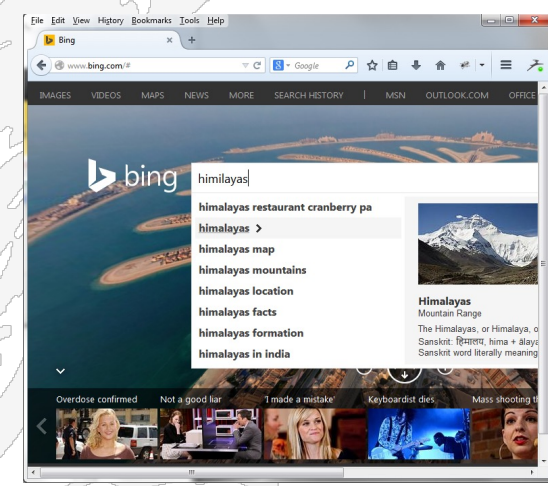 File Edit View History Bookmarks Tools Help
Bing
www.bing.com/#
Google
IMAGES VIDEOS MAPS NEWS MORE SEARCH HISTORY | MSN OUTLOOK.COM OFFICE
bing
himilayas
himalayas restaurant cranberry pa
himalayas >
himalayas map
himalayas mountains
himalayas location
himalayas facts
himalayas formation
himalayas in india
Himalayas
Mountain Range
The Himalayas, or Himalaya, o
Sanskrit: हिमालय, hima + ālaya
Sanskrit word literally meaning
Overdose confirmed Not a good liar 'I made a mistake' Keyboardist dies Mass shooting th